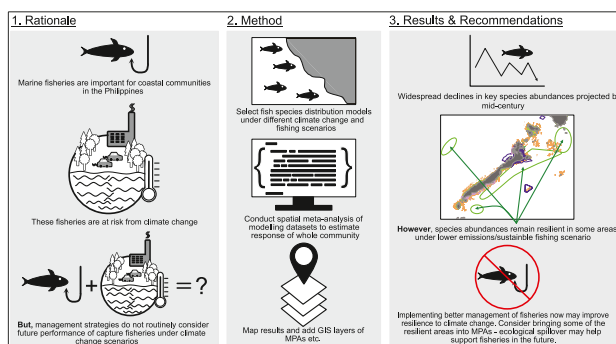 1. Rationale
Marine fisheries are important for coastal communities
in the Philippines
These fisheries are at risk from climate change
+ = ?
But, management strategies do not routinely consider
future performance of capture fisheries under climate
change scenarios
2. Method
Select fish species distribution models
under different climate change and
fishing scenarios
{ }
Conduct spatial meta-analysis of
modelling datasets to estimate
response of whole community
Map results and add GIS layers of
MPAs etc.
3. Results & Recommendations
Widespread declines in key species abundances projected by
mid-century
However, species abundances remain resilient in some areas
under lower emissions/sustainble fishing scenario
Implementing better management of fisheries now may improve
resilience to climate change. Consider bringing some of the
resilient areas into MPAs - ecological spillover may help
support fisheries in the future.